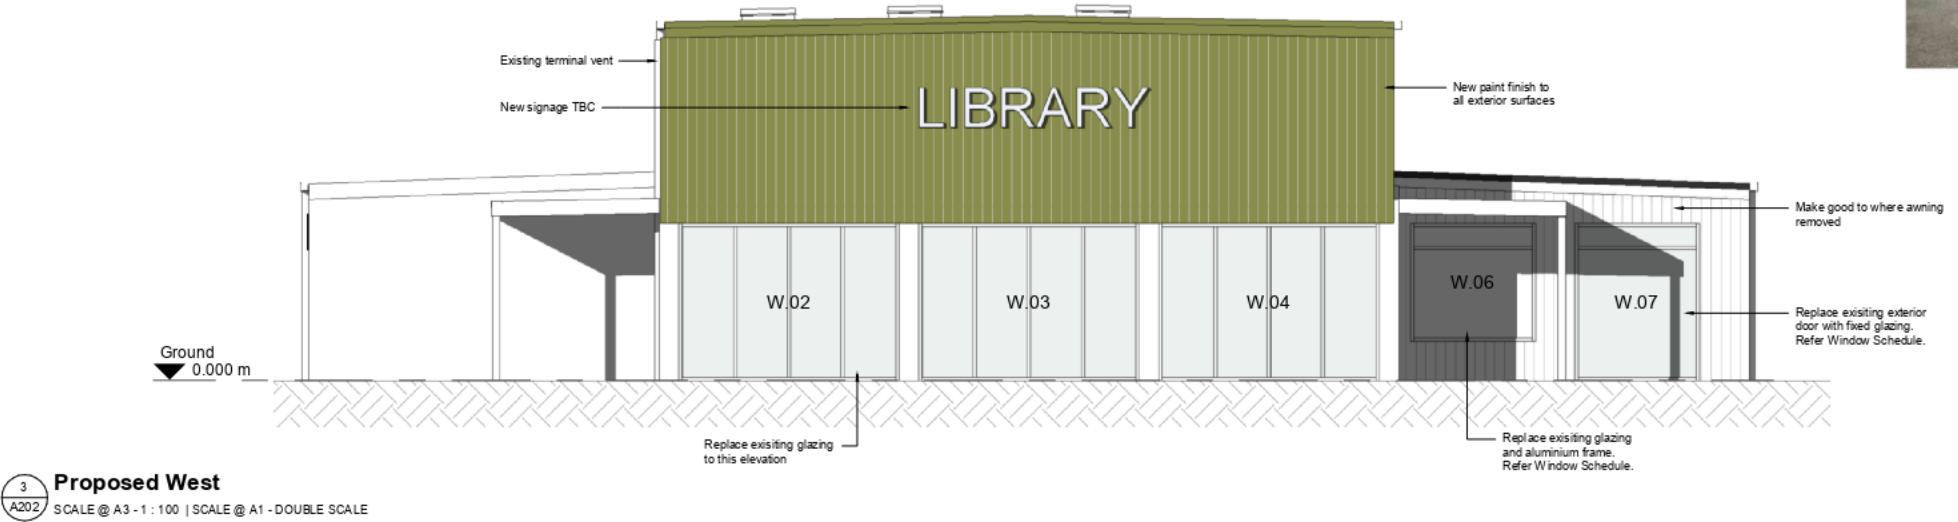 Existing terminal vent
New signage TBC
LIBRARY
New paint finish to
all exterior surfaces
Make good to where awning
removed
W.02
W.03
W.04
W.06
W.07
Replace exisiting exterior
door with fixed glazing.
Refer Window Schedule.
Ground
0.000 m
Replace exisiting glazing
to this elevation
Replace exisiting glazing
and aluminium frame.
Refer Window Schedule.
3
A202
Proposed West
SCALE @ A3 - 1 : 100 | SCALE @ A1 - DOUBLE SCALE